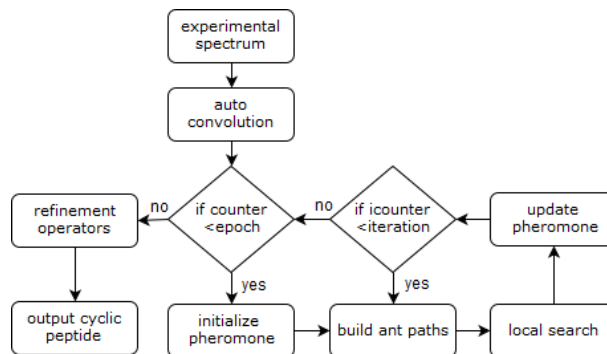 experimental
spectrum
auto
convolution
no
no
refinement
operators
if counter
<epoch
if icounter
<iteration
update
pheromone
yes
yes
output cyclic
peptide
initialize
pheromone
build ant paths
local search